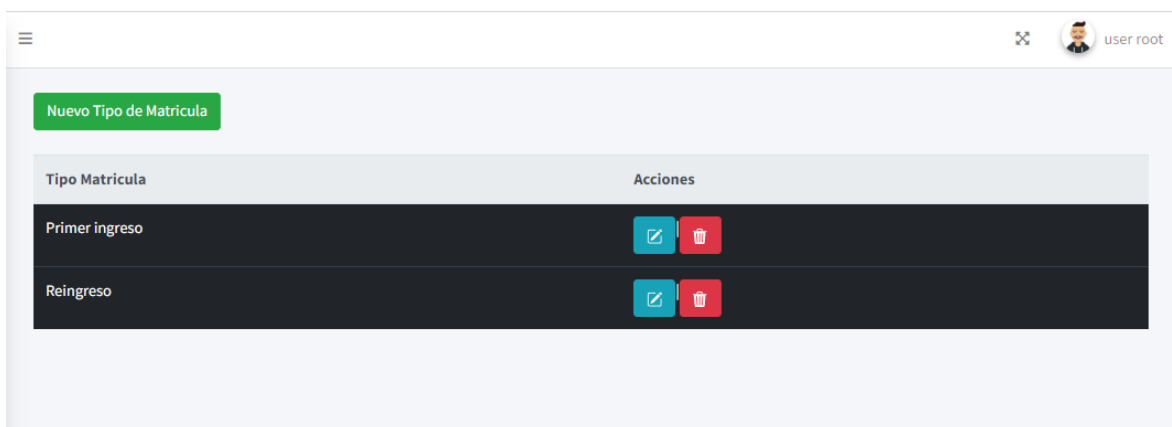 user root
Nuevo Tipo de Matricula
Tipo Matricula Acciones
Primer ingreso |
Reingreso |